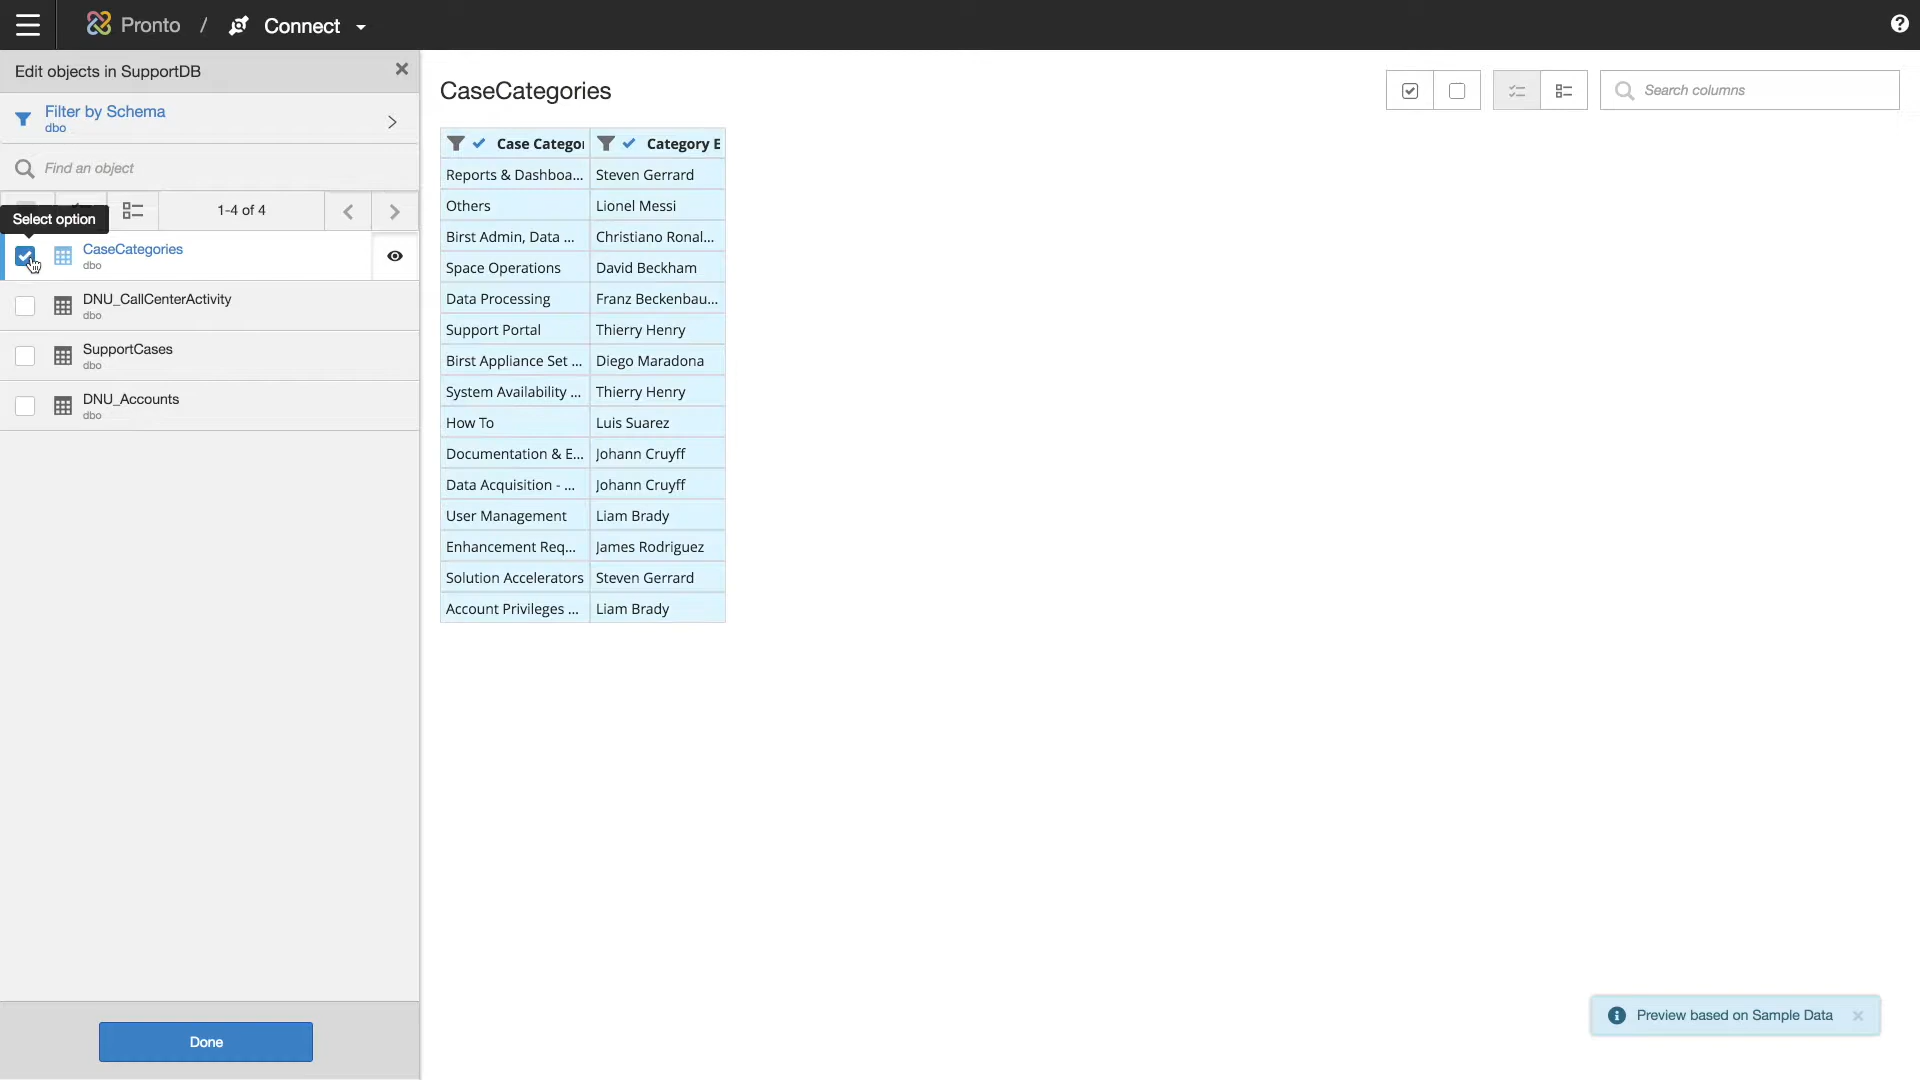 Pronto / Connect
Edit objects in SupportDB
Filter by Schema
dbo
Find an object
1-4 of 4
Select option
CaseCategories
dbo
DNU_CallCenterActivity
dbo
SupportCases
dbo
DNU_Accounts
dbo
Done
CaseCategories
Search columns
Case Categor Category E
Reports & Dashboa... Steven Gerrard
Others Lionel Messi
Birst Admin, Data ... Christiano Ronal...
Space Operations David Beckham
Data Processing Franz Beckenbau...
Support Portal Thierry Henry
Birst Appliance Set ... Diego Maradona
System Availability ... Thierry Henry
How To Luis Suarez
Documentation & E... Johann Cruyff
Data Acquisition - ... Johann Cruyff
User Management Liam Brady
Enhancement Req... James Rodriguez
Solution Accelerators Steven Gerrard
Account Privileges ... Liam Brady
Preview based on Sample Data